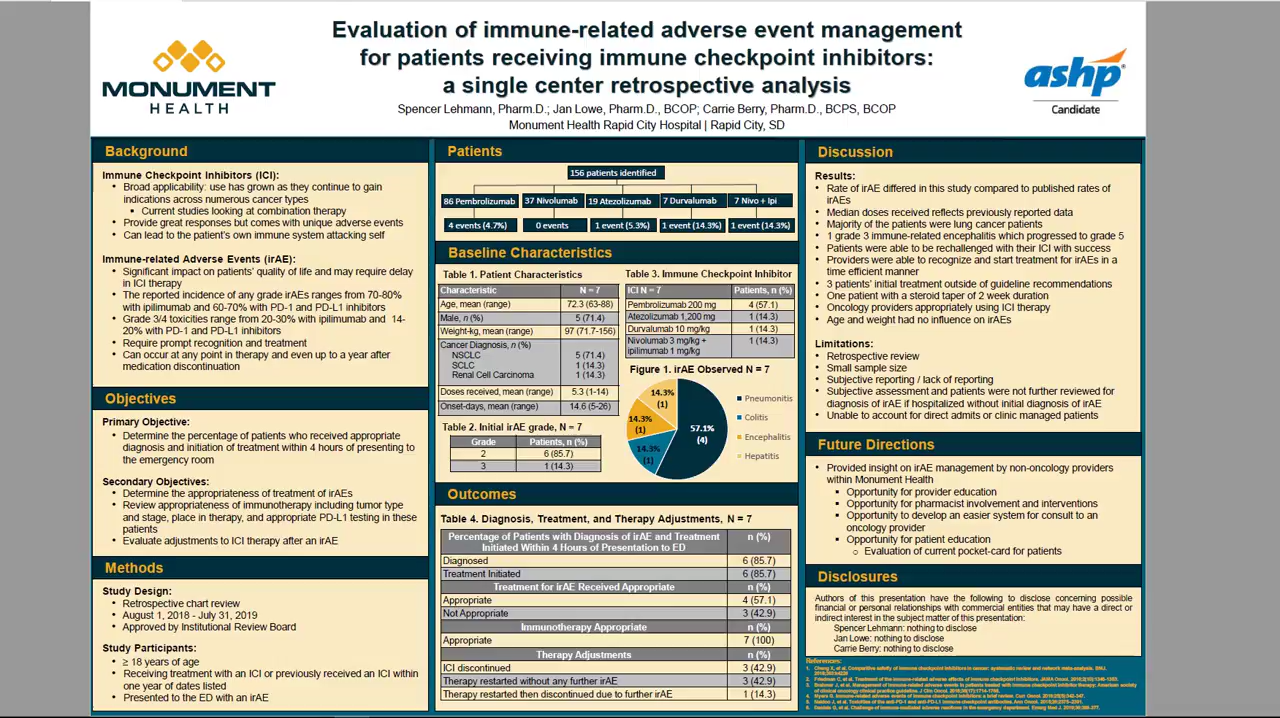 Evaluation of immune-related adverse event management
for patients receiving immune checkpoint inhibitors:
a single center retrospective analysis
Spencer Lehmann, Pharm.D.; Jan Lowe, Pharm.D., BCOP; Carrie Berry, Pharm.D., BCPS, BCOP
Monument Health Rapid City Hospital | Rapid City, SD
MONUMENT
HEALTH
ashp®
Candidate
Background
Immune Checkpoint Inhibitors (ICI):
• Broad applicability: use has grown as they continue to gain
indications across numerous cancer types
• Current studies looking at combination therapy
• Provide great responses but comes with unique adverse events
• Can lead to the patient's own immune system attacking self
Immune-related Adverse Events (irAE):
• Significant impact on patients' quality of life and may require delay
in ICI therapy
• The reported incidence of any grade irAEs ranges from 70-80%
with ipilimumab and 60-70% with PD-1 and PD-L1 inhibitors
• Grade 3/4 toxicities range from 20-30% with ipilimumab and 14-
20% with PD-1 and PD-L1 inhibitors
• Require prompt recognition and treatment
• Can occur at any point in therapy and even up to a year after
medication discontinuation
Objectives
Primary Objective:
• Determine the percentage of patients who received appropriate
diagnosis and initiation of treatment within 4 hours of presenting to
the emergency room
Secondary Objectives:
• Determine the appropriateness of treatment of irAEs
• Review appropriateness of immunotherapy including tumor type
and stage, place in therapy, and appropriate PD-L1 testing in these
patients
• Evaluate adjustments to ICI therapy after an irAE
Methods
Study Design:
• Retrospective chart review
• August 1, 2018 - July 31, 2019
• Approved by Institutional Review Board
Study Participants:
• ≥ 18 years of age
• Receiving treatment with an ICI or previously received an ICI within
one year of dates listed
• Presented to the ED with an irAE
Patients
156 patients identified
86 Pembrolizumab 37 Nivolumab 19 Atezolizumab 7 Durvalumab 7 Nivo + Ipi
4 events (4.7%) 0 events 1 event (5.3%) 1 event (14.3%) 1 event (14.3%)
Baseline Characteristics
Table 1. Patient Characteristics
Characteristic N = 7
Age, mean (range) 72.3 (63-88)
Male, n (%) 5 (71.4)
Weight-kg, mean (range) 97 (71.7-156)
Cancer Diagnosis, n (%)
NSCLC 5 (71.4)
SCLC 1 (14.3)
Renal Cell Carcinoma 1 (14.3)
Doses received, mean (range) 5.3 (1-14)
Onset-days, mean (range) 14.6 (5-26)
Table 2. Initial irAE grade, N = 7
Grade Patients, n (%)
2 6 (85.7)
3 1 (14.3)
Table 3. Immune Checkpoint Inhibitor
ICI N = 7 Patients, n (%)
Pembrolizumab 200 mg 4 (57.1)
Atezolizumab 1,200 mg 1 (14.3)
Durvalumab 10 mg/kg 1 (14.3)
Nivolumab 3 mg/kg + 1 (14.3)
ipilimumab 1 mg/kg
Figure 1. irAE Observed N = 7
14.3%
(1)
14.3%
(1)
14.3%
(1)
57.1%
(4)
Pneumonitis
Colitis
Encephalitis
Hepatitis
Outcomes
Table 4. Diagnosis, Treatment, and Therapy Adjustments, N = 7
Percentage of Patients with Diagnosis of irAE and Treatment n (%)
Initiated Within 4 Hours of Presentation to ED
Diagnosed 6 (85.7)
Treatment Initiated 6 (85.7)
Treatment for irAE Received Appropriate n (%)
Appropriate 4 (57.1)
Not Appropriate 3 (42.9)
Immunotherapy Appropriate n (%)
Appropriate 7 (100)
Therapy Adjustments n (%)
ICI discontinued 3 (42.9)
Therapy restarted without any further irAE 3 (42.9)
Therapy restarted then discontinued due to further irAE 1 (14.3)
Discussion
Results:
• Rate of irAE differed in this study compared to published rates of
irAEs
• Median doses received reflects previously reported data
• Majority of the patients were lung cancer patients
• 1 grade 3 immune-related encephalitis which progressed to grade 5
• Patients were able to be rechallenged with their ICI with success
• Providers were able to recognize and start treatment for irAEs in a
time efficient manner
• 3 patients' initial treatment outside of guideline recommendations
• One patient with a steroid taper of 2 week duration
• Oncology providers appropriately using ICI therapy
• Age and weight had no influence on irAEs
Limitations:
• Retrospective review
• Small sample size
• Subjective reporting / lack of reporting
• Subjective assessment and patients were not further reviewed for
diagnosis of irAE if hospitalized without initial diagnosis of irAE
• Unable to account for direct admits or clinic managed patients
Future Directions
• Provided insight on irAE management by non-oncology providers
within Monument Health
▪ Opportunity for provider education
▪ Opportunity for pharmacist involvement and interventions
▪ Opportunity to develop an easier system for consult to an
oncology provider
▪ Opportunity for patient education
○ Evaluation of current pocket-card for patients
Disclosures
Authors of this presentation have the following to disclose concerning possible
financial or personal relationships with commercial entities that may have a direct or
indirect interest in the subject matter of this presentation:
Spencer Lehmann: nothing to disclose
Jan Lowe: nothing to disclose
Carrie Berry: nothing to disclose
References: